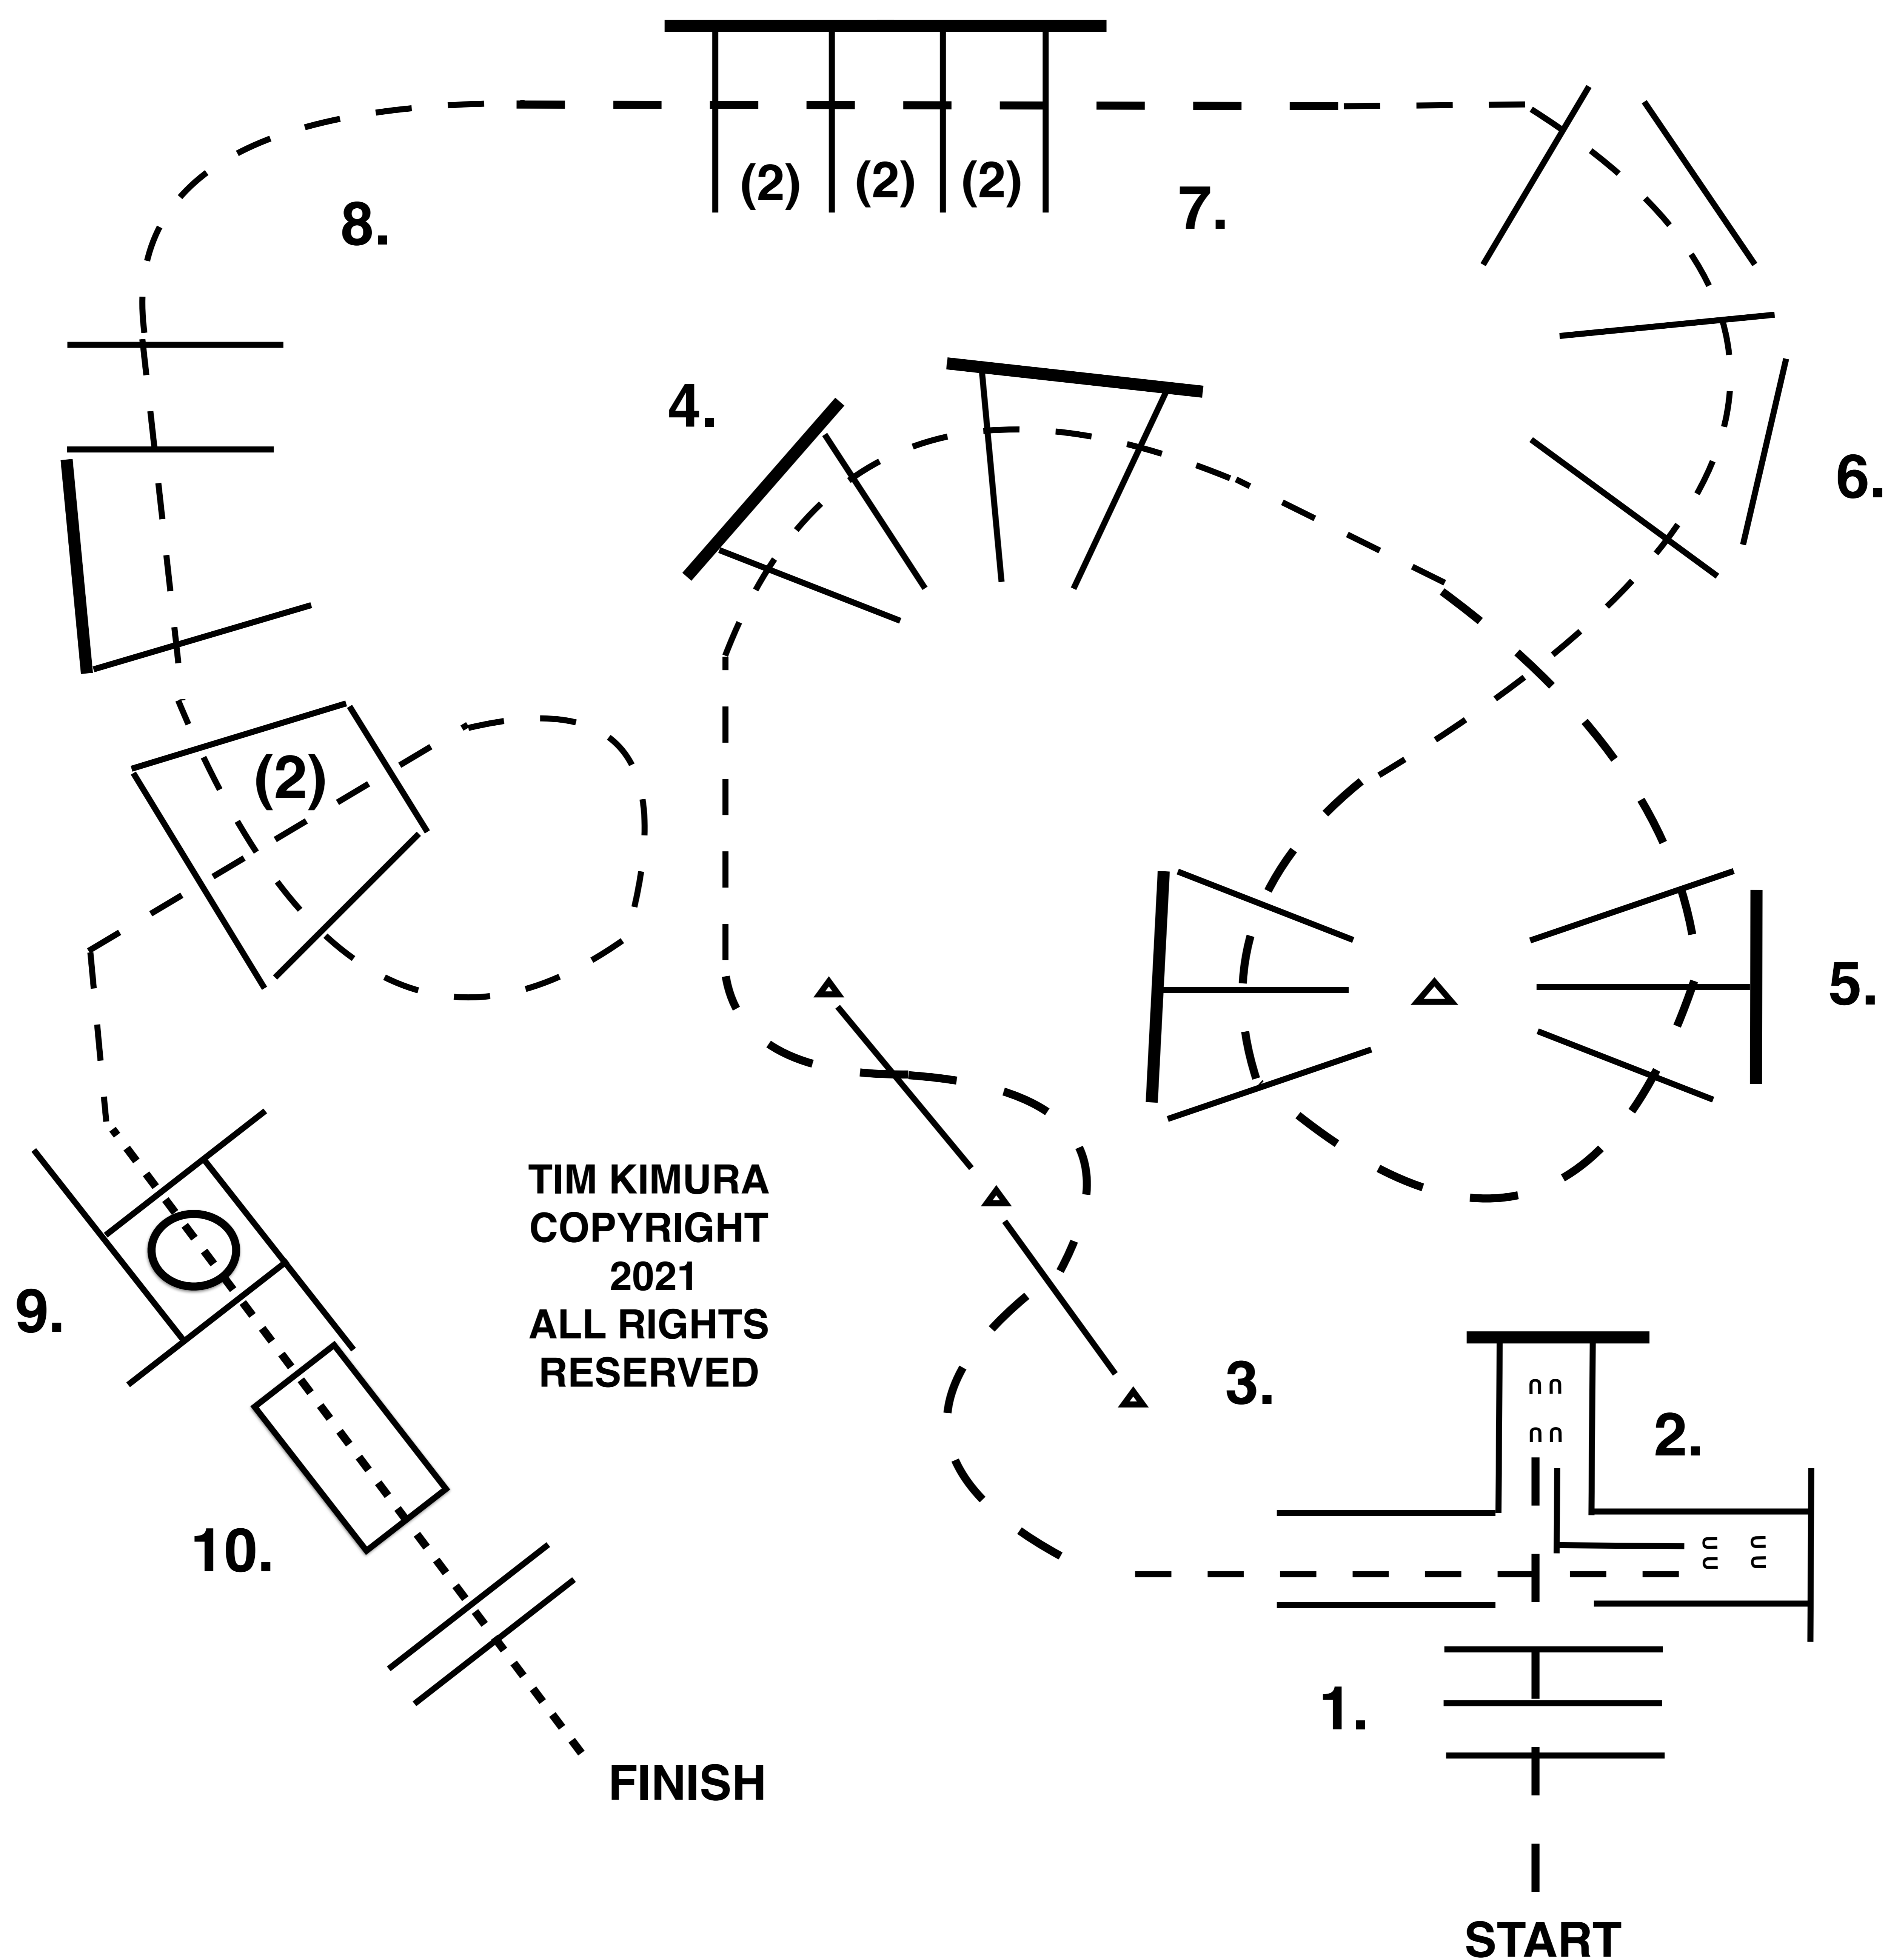 (2)
(2)
(2)
7.
8.
4.
6.
(2)
5.
TIM KIMURA
COPYRIGHT
2021
ALL RIGHTS
RESERVED
9.
3.
2.
10.
1.
FINISH
START